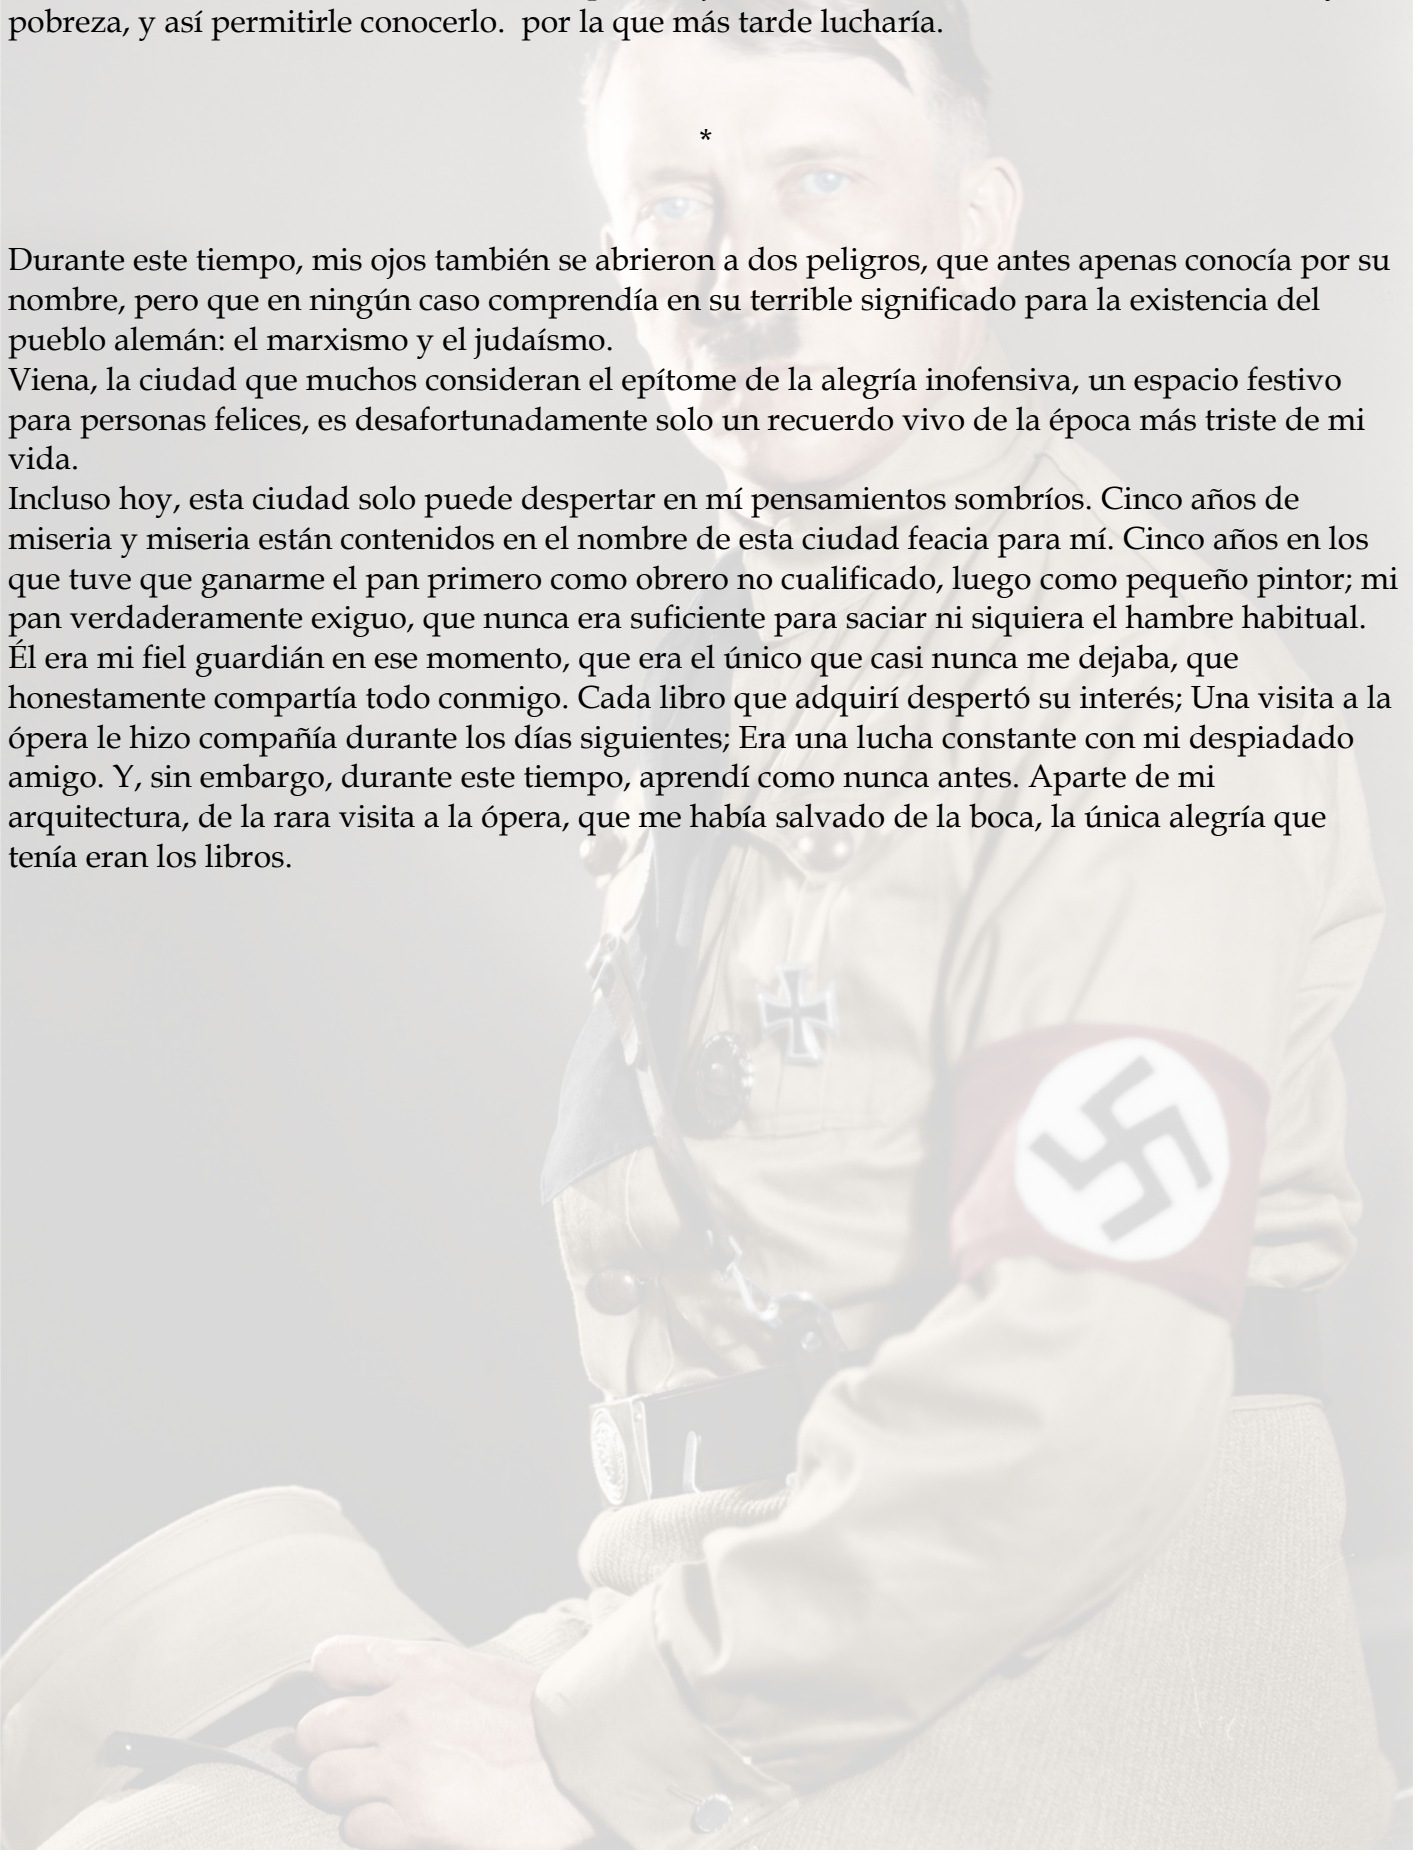 pobreza, y así permitirle conocerlo.  por la que más tarde lucharía.
*
Durante este tiempo, mis ojos también se abrieron a dos peligros, que antes apenas conocía por su
nombre, pero que en ningún caso comprendía en su terrible significado para la existencia del
pueblo alemán: el marxismo y el judaísmo.
Viena, la ciudad que muchos consideran el epítome de la alegría inofensiva, un espacio festivo
para personas felices, es desafortunadamente solo un recuerdo vivo de la época más triste de mi
vida.
Incluso hoy, esta ciudad solo puede despertar en mí pensamientos sombríos. Cinco años de
miseria y miseria están contenidos en el nombre de esta ciudad feacia para mí. Cinco años en los
que tuve que ganarme el pan primero como obrero no cualificado, luego como pequeño pintor; mi
pan verdaderamente exiguo, que nunca era suficiente para saciar ni siquiera el hambre habitual.
Él era mi fiel guardián en ese momento, que era el único que casi nunca me dejaba, que
honestamente compartía todo conmigo. Cada libro que adquirí despertó su interés; Una visita a la
ópera le hizo compañía durante los días siguientes; Era una lucha constante con mi despiadado
amigo. Y, sin embargo, durante este tiempo, aprendí como nunca antes. Aparte de mi
arquitectura, de la rara visita a la ópera, que me había salvado de la boca, la única alegría que
tenía eran los libros.